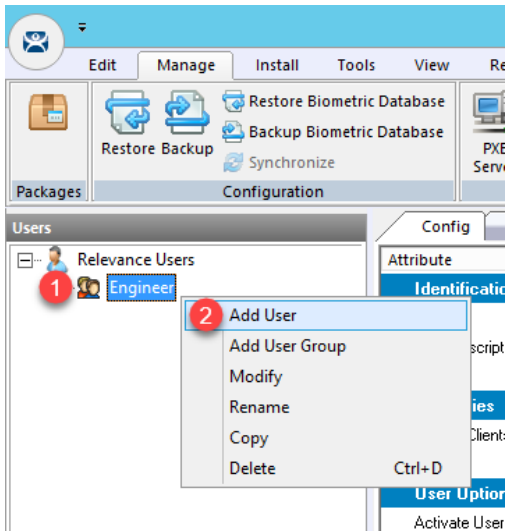 Edit Manage Install Tools View Re
Restore Biometric Database
Backup Biometric Database
Synchronize
Restore Backup
PXE
Serv
Packages Configuration
Users
Config
Relevance Users
Attribute
1 Engineer
Identificatio
2 Add User
Add User Group
script
Modify
Rename
ies
Copy
Client
Delete Ctrl+D
User Option
Activate User